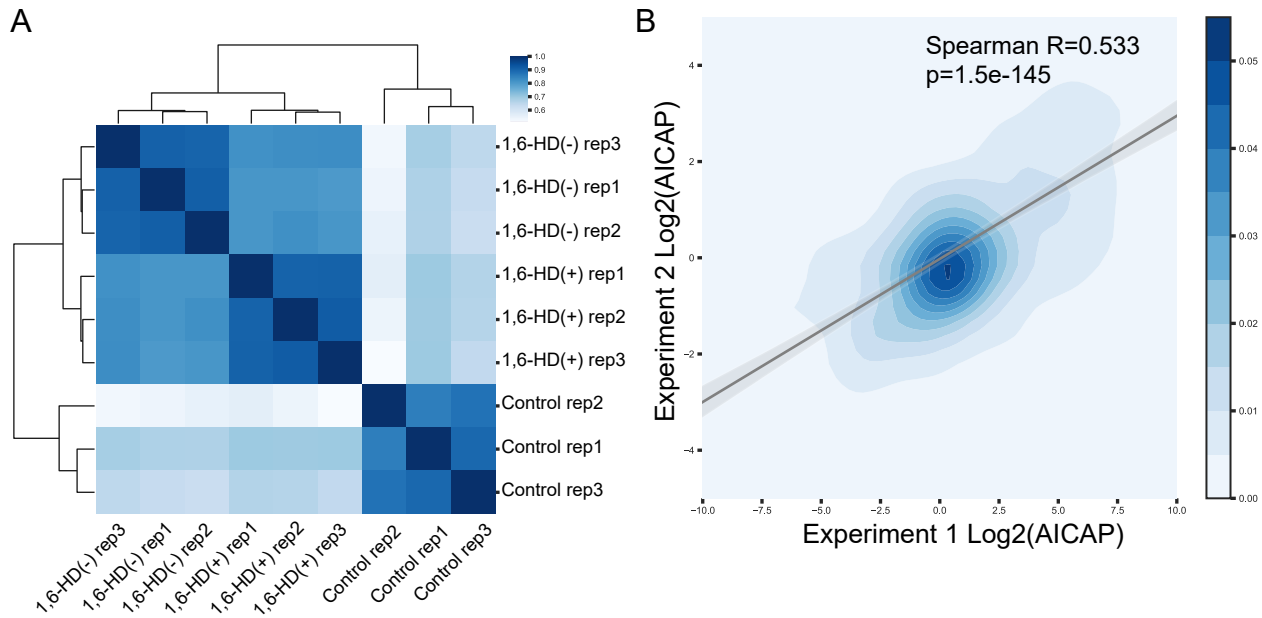 A
1.0
0.9
0.8
0.7
0.6
1,6-HD(-) rep3
1,6-HD(-) rep1
1,6-HD(-) rep2
1,6-HD(+) rep1
1,6-HD(+) rep2
1,6-HD(+) rep3
Control rep2
Control rep1
Control rep3
1,6-HD(-) rep3
1,6-HD(-) rep1
1,6-HD(-) rep2
1,6-HD(+) rep1
1,6-HD(+) rep2
1,6-HD(+) rep3
Control rep2
Control rep1
Control rep3
B
Spearman R=0.533
p=1.5e-145
Experiment 2 Log2(AICAP)
4
2
0
−2
−4
−10.0
−7.5
−5.0
−2.5
0.0
2.5
5.0
7.5
10.0
Experiment 1 Log2(AICAP)
0.05
0.04
0.03
0.02
0.01
0.00